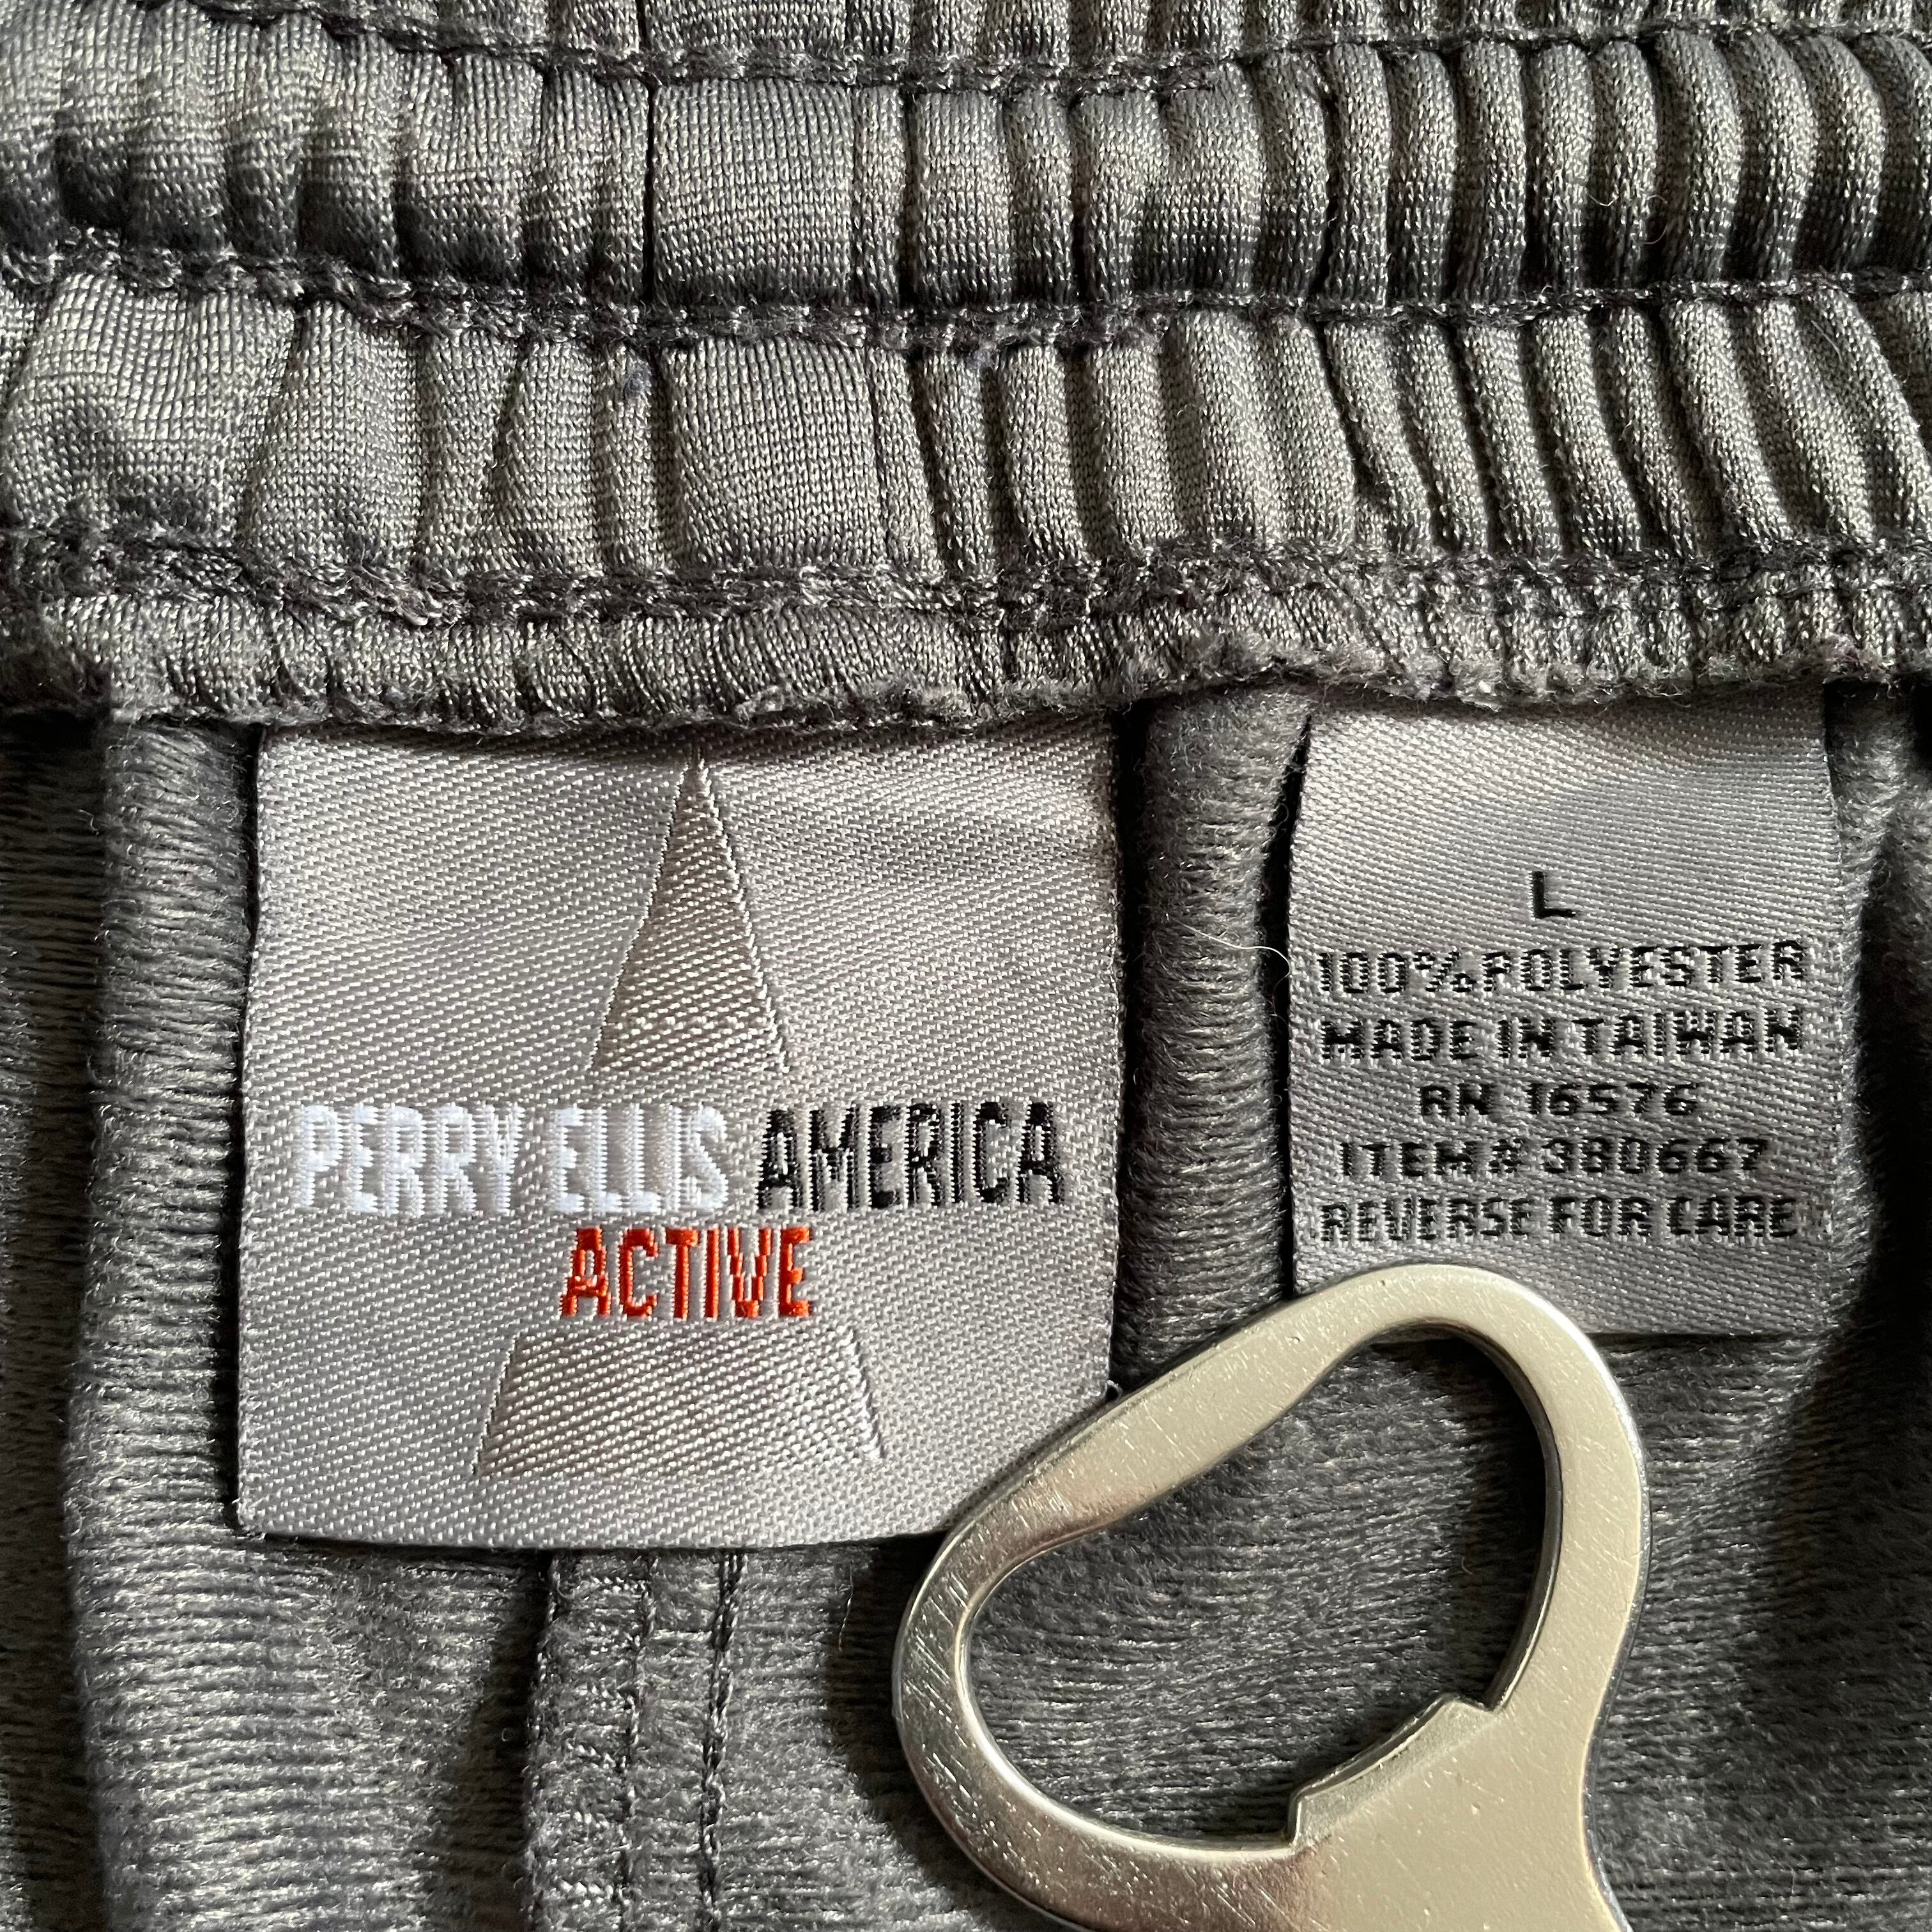 PERRY ELLIS AMERICA
ACTIVE
L
100% POLYESTER
MADE IN TAIWAN
RN 16576
ITEM # 380667
REVERSE FOR CARE